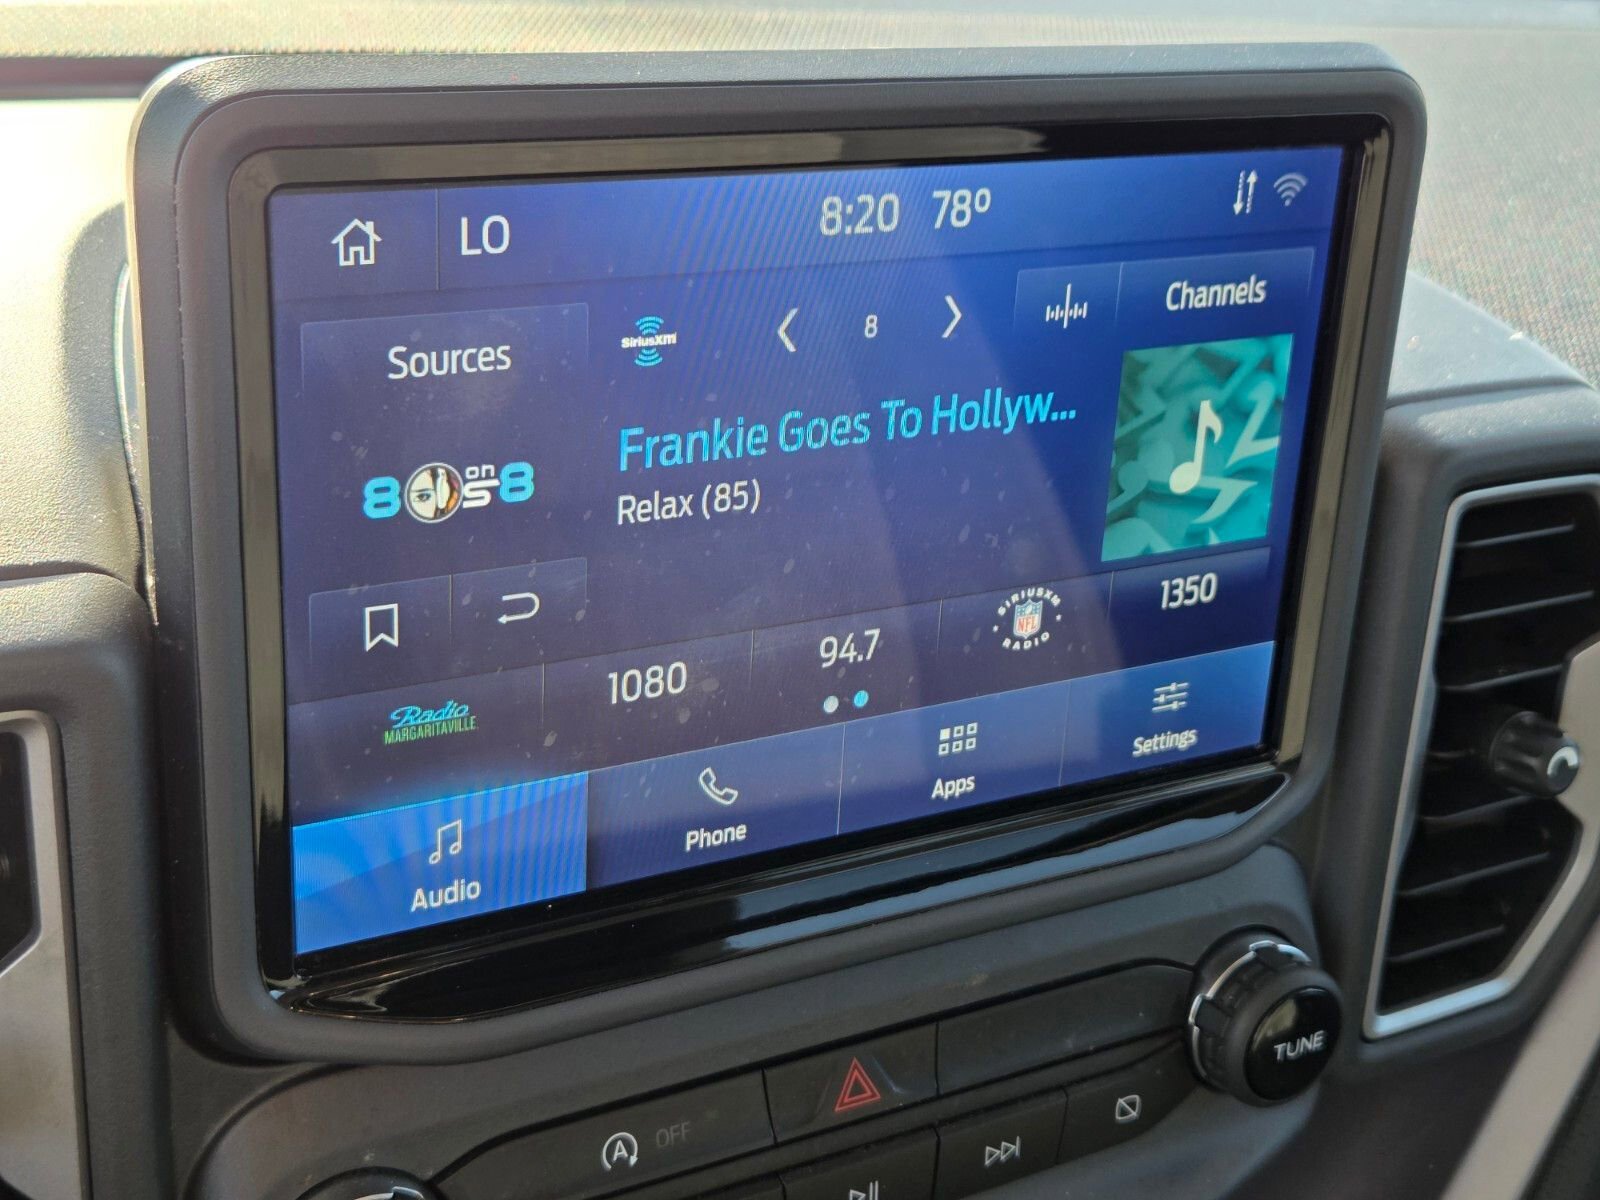 LO
8:20 78°
Sources
SiriusXM
8
Channels
Frankie Goes To Hollyw...
Relax (85)
80s on 8
Radio
MARGARITAVILLE
1080
94.7
SIRIUSXM
NFL
RADIO
1350
Audio
Phone
Apps
Settings
TUNE
A OFF